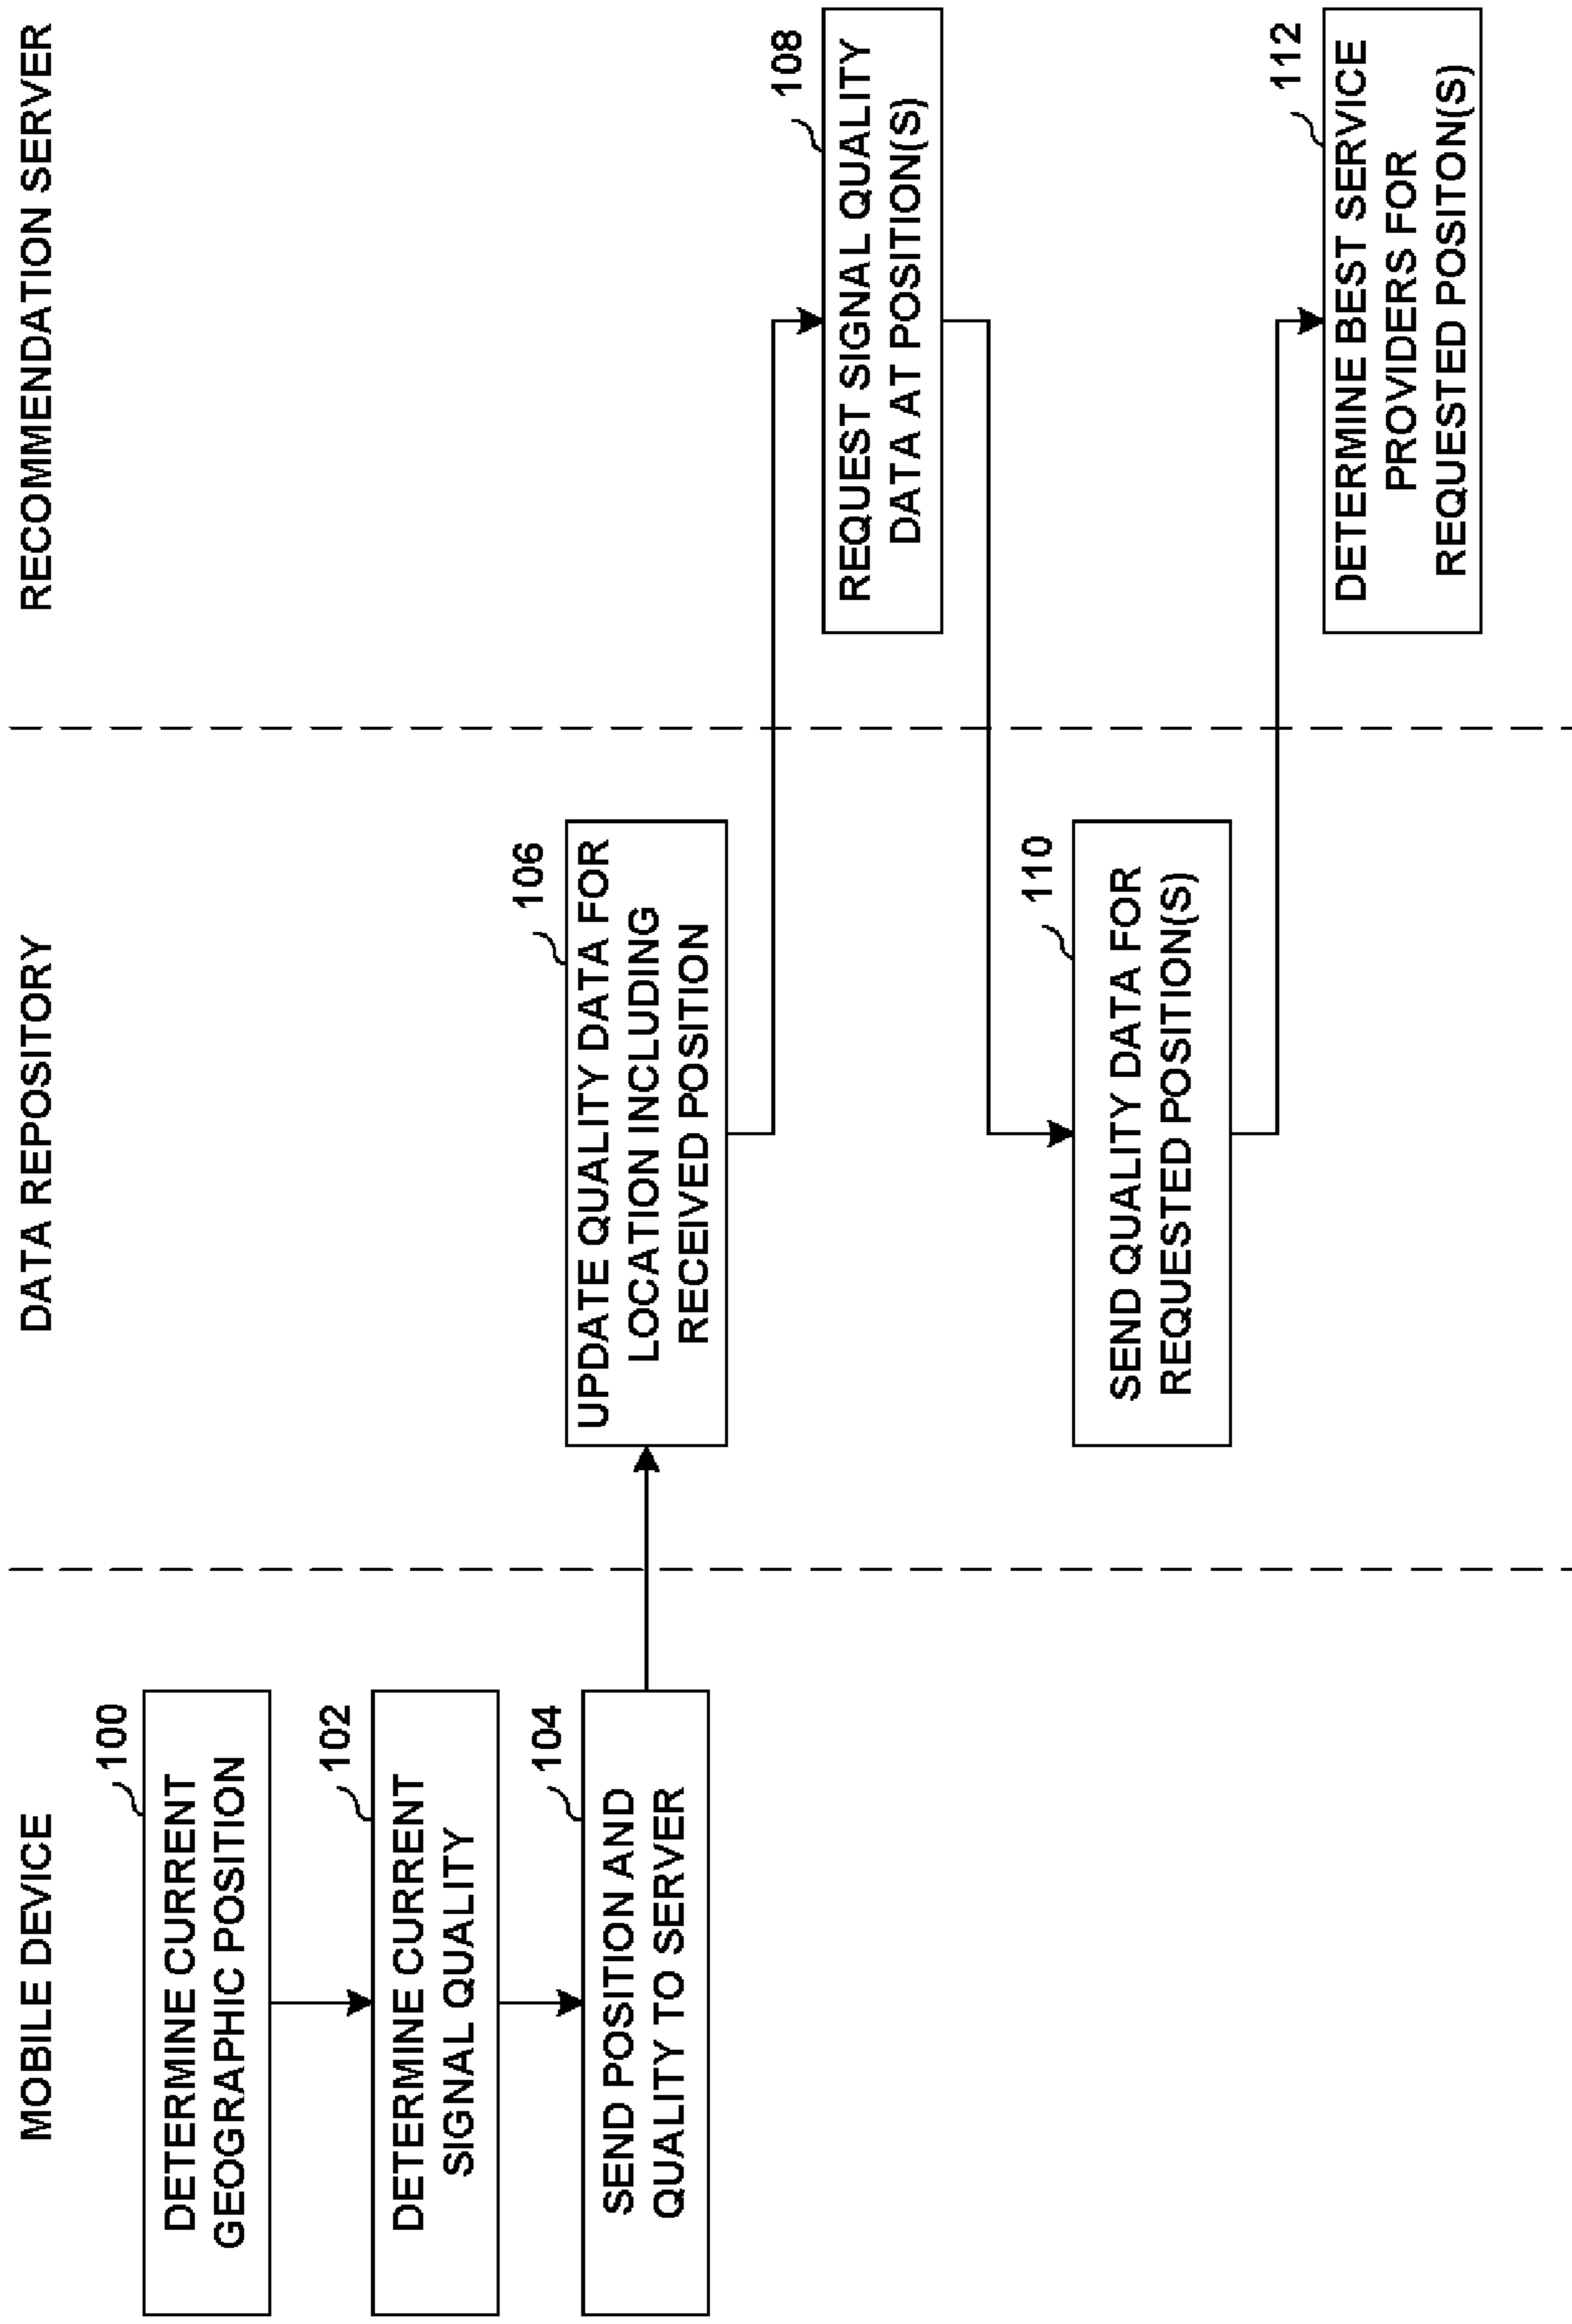 MOBILE DEVICE
DATA REPOSITORY
RECOMMENDATION SERVER
100
DETERMINE CURRENT
GEOGRAPHIC POSITION
102
DETERMINE CURRENT
SIGNAL QUALITY
104
SEND POSITION AND
QUALITY TO SERVER
106
UPDATE QUALITY DATA FOR
LOCATION INCLUDING
RECEIVED POSITION
108
REQUEST SIGNAL QUALITY
DATA AT POSITION(S)
110
SEND QUALITY DATA FOR
REQUESTED POSITION(S)
112
DETERMINE BEST SERVICE
PROVIDERS FOR
REQUESTED POSITON(S)